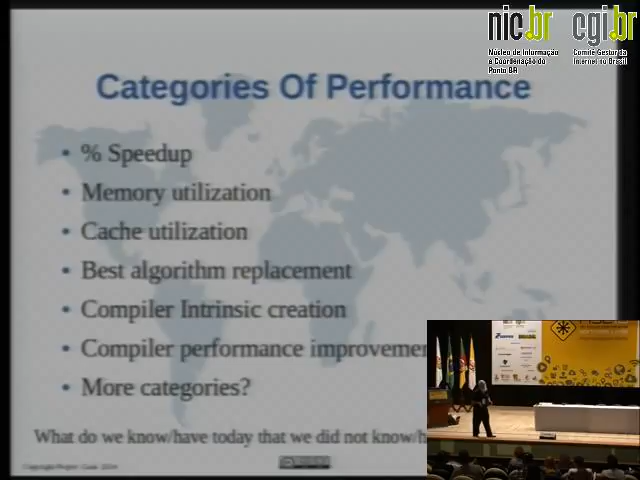 nic.br cgi.br
Núcleo de Informação Comitê Gestor da
e Coordenação do Internet no Brasil
Ponto BR
Categories Of Performance
• % Speedup
• Memory utilization
• Cache utilization
• Best algorithm replacement
• Compiler Intrinsic creation
• Compiler performance improvemen
• More categories?
What do we know/have today that we did not know/h